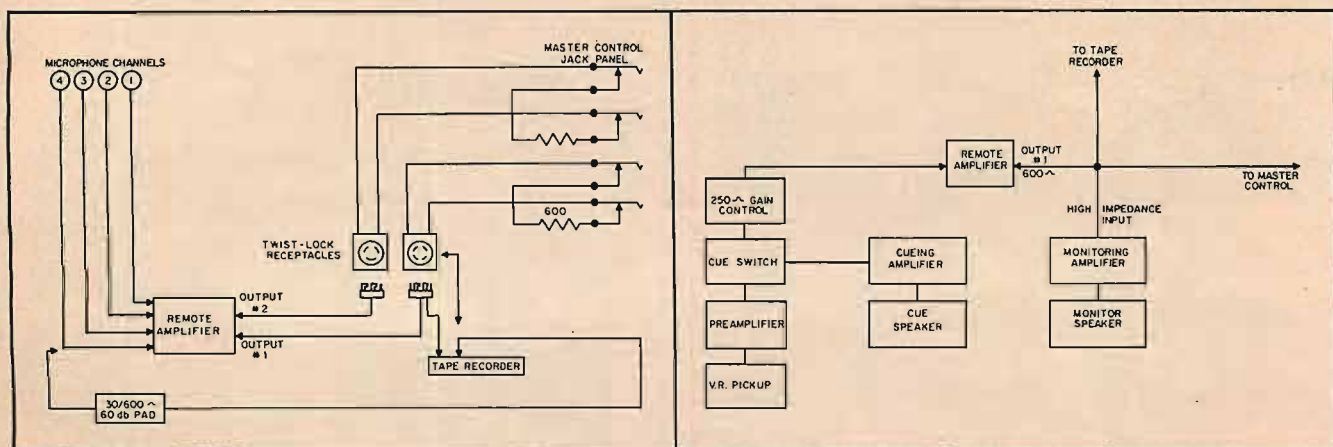 MICROPHONE CHANNELS
4 3 2 1
MASTER CONTROL
JACK PANEL
600
TWIST-LOCK
RECEPTACLES
REMOTE
AMPLIFIER
OUTPUT
#2
OUTPUT
#1
TAPE RECORDER
30/600 ~
60 db PAD
TO TAPE
RECORDER
REMOTE
AMPLIFIER
OUTPUT
#1
600 ~
TO MASTER
CONTROL
250 ~ GAIN
CONTROL
HIGH IMPEDANCE
INPUT
CUE SWITCH
CUEING
AMPLIFIER
MONITORING
AMPLIFIER
PREAMPLIFIER
CUE
SPEAKER
MONITOR
SPEAKER
V.R. PICKUP